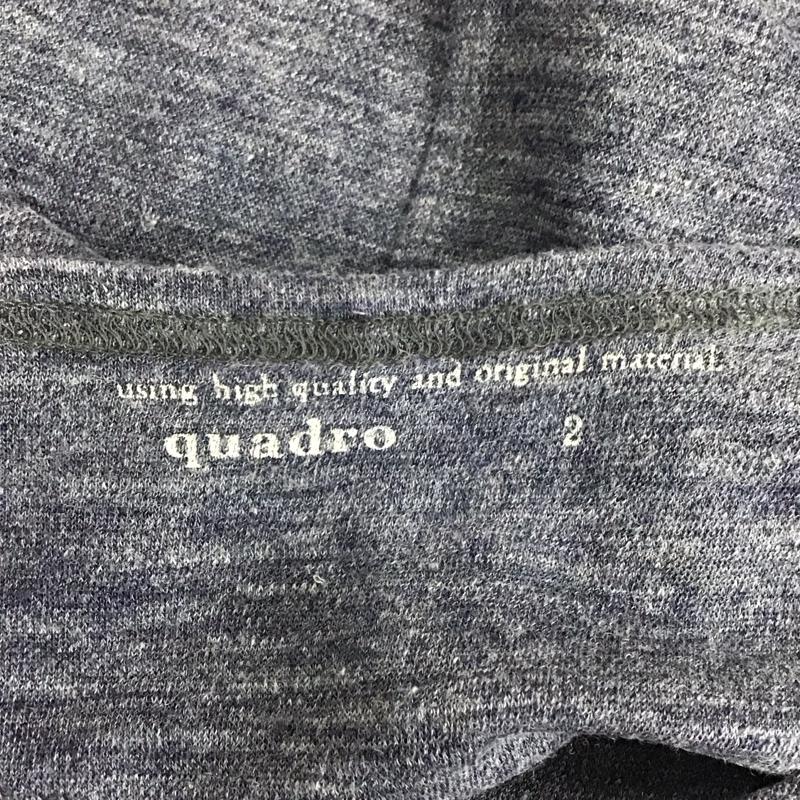 using high quality and original material.
quadro 2